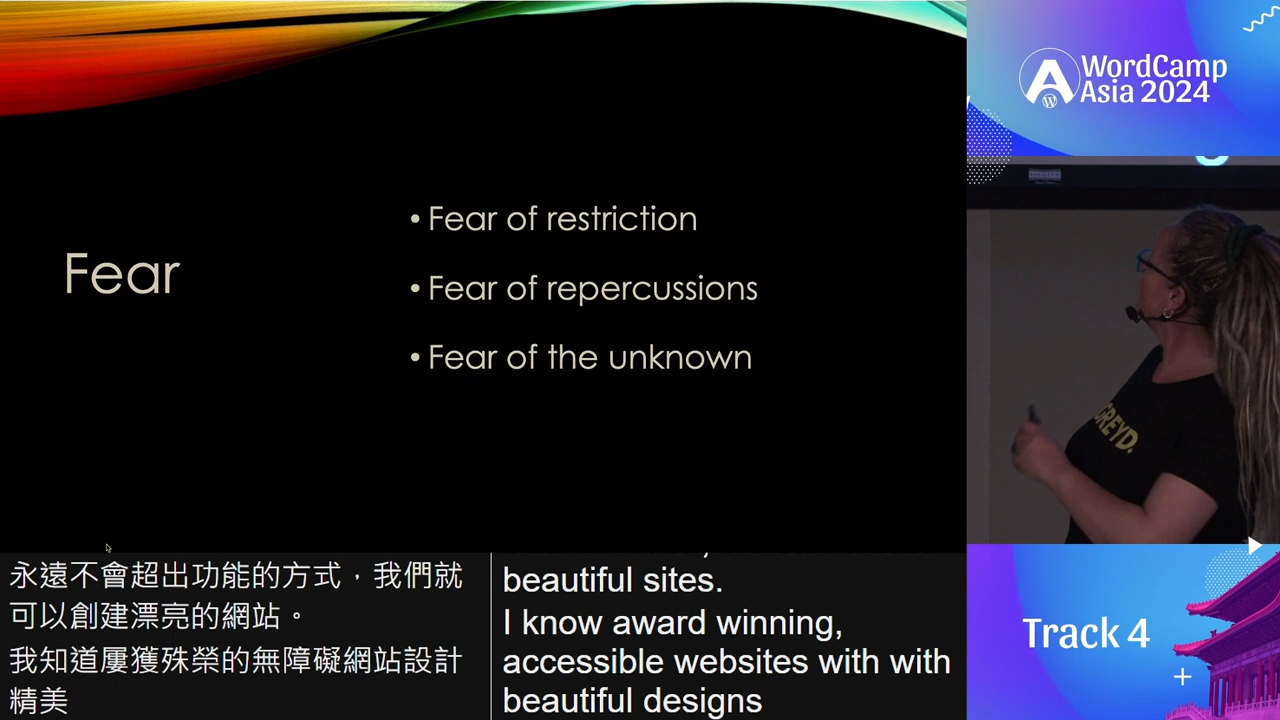 Fear
• Fear of restriction
• Fear of repercussions
• Fear of the unknown
永遠不會超出功能的方式，我們就
可以創建漂亮的網站。
我知道屢獲殊榮的無障礙網站設計
精美
beautiful sites.
I know award winning,
accessible websites with with
beautiful designs
WordCamp
Asia 2024
GREYD.
Track 4